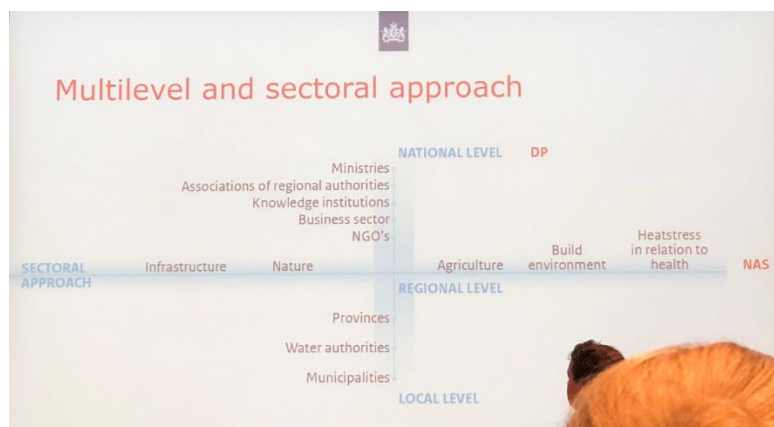 Multilevel and sectoral approach
NATIONAL LEVEL DP
Ministries
Associations of regional authorities
Knowledge institutions
Business sector
NGO's
SECTORAL
APPROACH
Infrastructure
Nature
Agriculture
Build
environment
Heatstress
in relation to
health
NAS
REGIONAL LEVEL
Provinces
Water authorities
Municipalities
LOCAL LEVEL